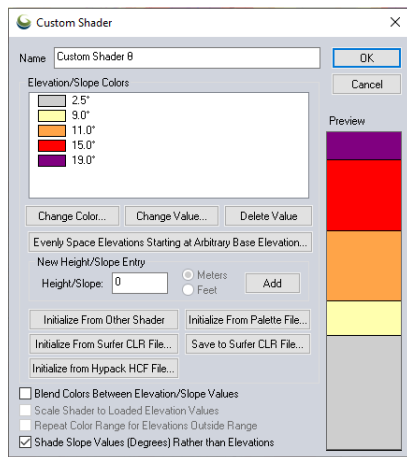 Custom Shader
Name Custom Shader θ OK
Cancel
Elevation/Slope Colors
Preview
2.5°
9.0°
11.0°
15.0°
19.0°
Change Color... Change Value... Delete Value
Evenly Space Elevations Starting at Arbitrary Base Elevation...
New Height/Slope Entry
Height/Slope: 0 Meters Feet Add
Initialize From Other Shader Initialize From Palette File...
Initialize From Surfer CLR File... Save to Surfer CLR File...
Initialize from Hypack HCF File...
Blend Colors Between Elevation/Slope Values
Scale Shader to Loaded Elevation Values
Repeat Color Range for Elevations Outside Range
Shade Slope Values (Degrees) Rather than Elevations